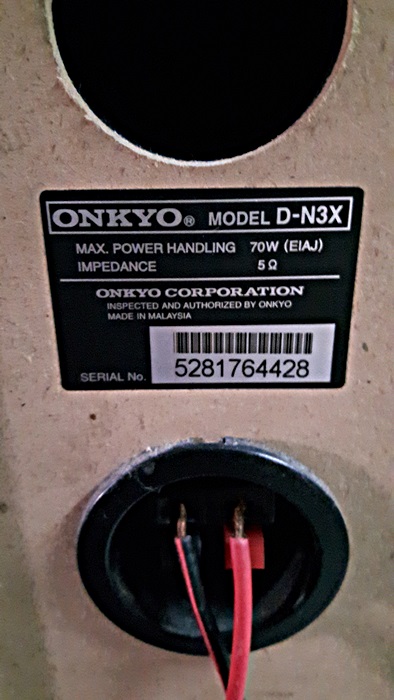 ONKYO® MODEL D-N3X
MAX. POWER HANDLING 70W (EIAJ)
IMPEDANCE 5Ω
ONKYO CORPORATION
INSPECTED AND AUTHORIZED BY ONKYO
MADE IN MALAYSIA
SERIAL No. 5281764428